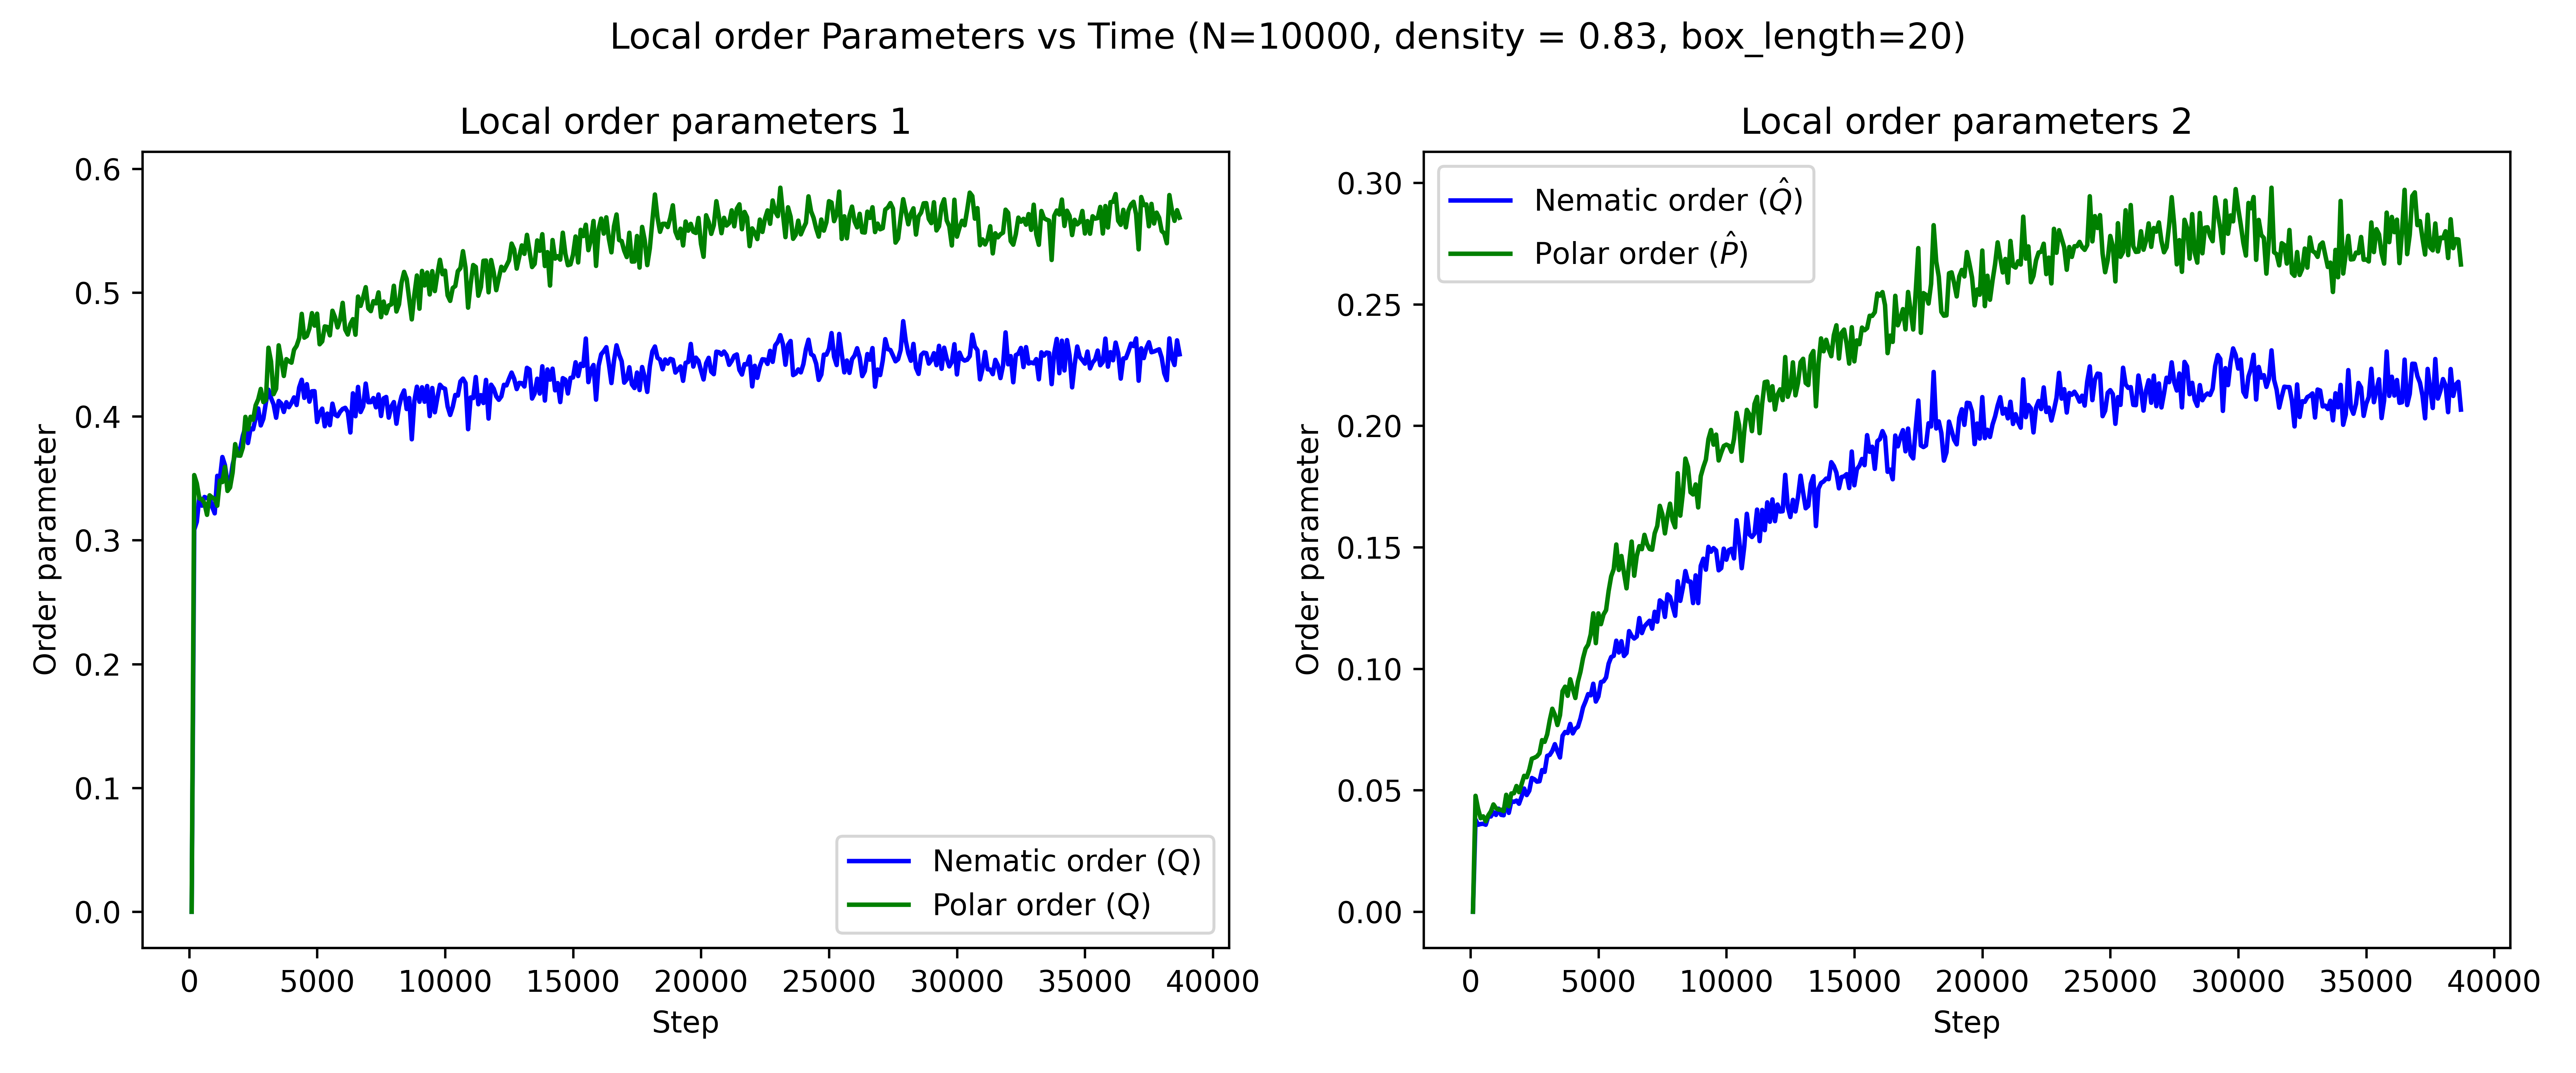 Local order Parameters vs Time (N=10000, density = 0.83, box_length=20)
Local order parameters 1
Order parameter
0.6
0.5
0.4
0.3
0.2
0.1
0.0
Nematic order (Q)
Polar order (Q)
0 5000 10000 15000 20000 25000 30000 35000 40000
Step
Local order parameters 2
Order parameter
0.30
0.25
0.20
0.15
0.10
0.05
0.00
Nematic order (Q̂)
Polar order (P̂)
0 5000 10000 15000 20000 25000 30000 35000 40000
Step